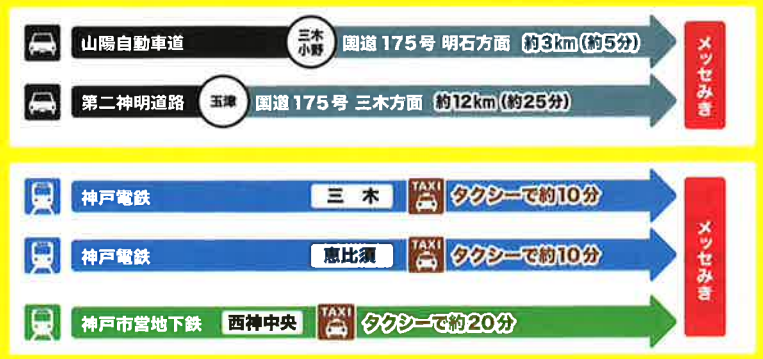 山陽自動車道 三木小野 国道175号 明石方面 約3km(約5分)
第二神明道路 玉津 国道175号 三木方面 約12km(約25分)
メッセみき
神戸電鉄 三木 TAXI タクシーで約10分
神戸電鉄 恵比須 TAXI タクシーで約10分
神戸市営地下鉄 西神中央 TAXI タクシーで約20分
メッセみき